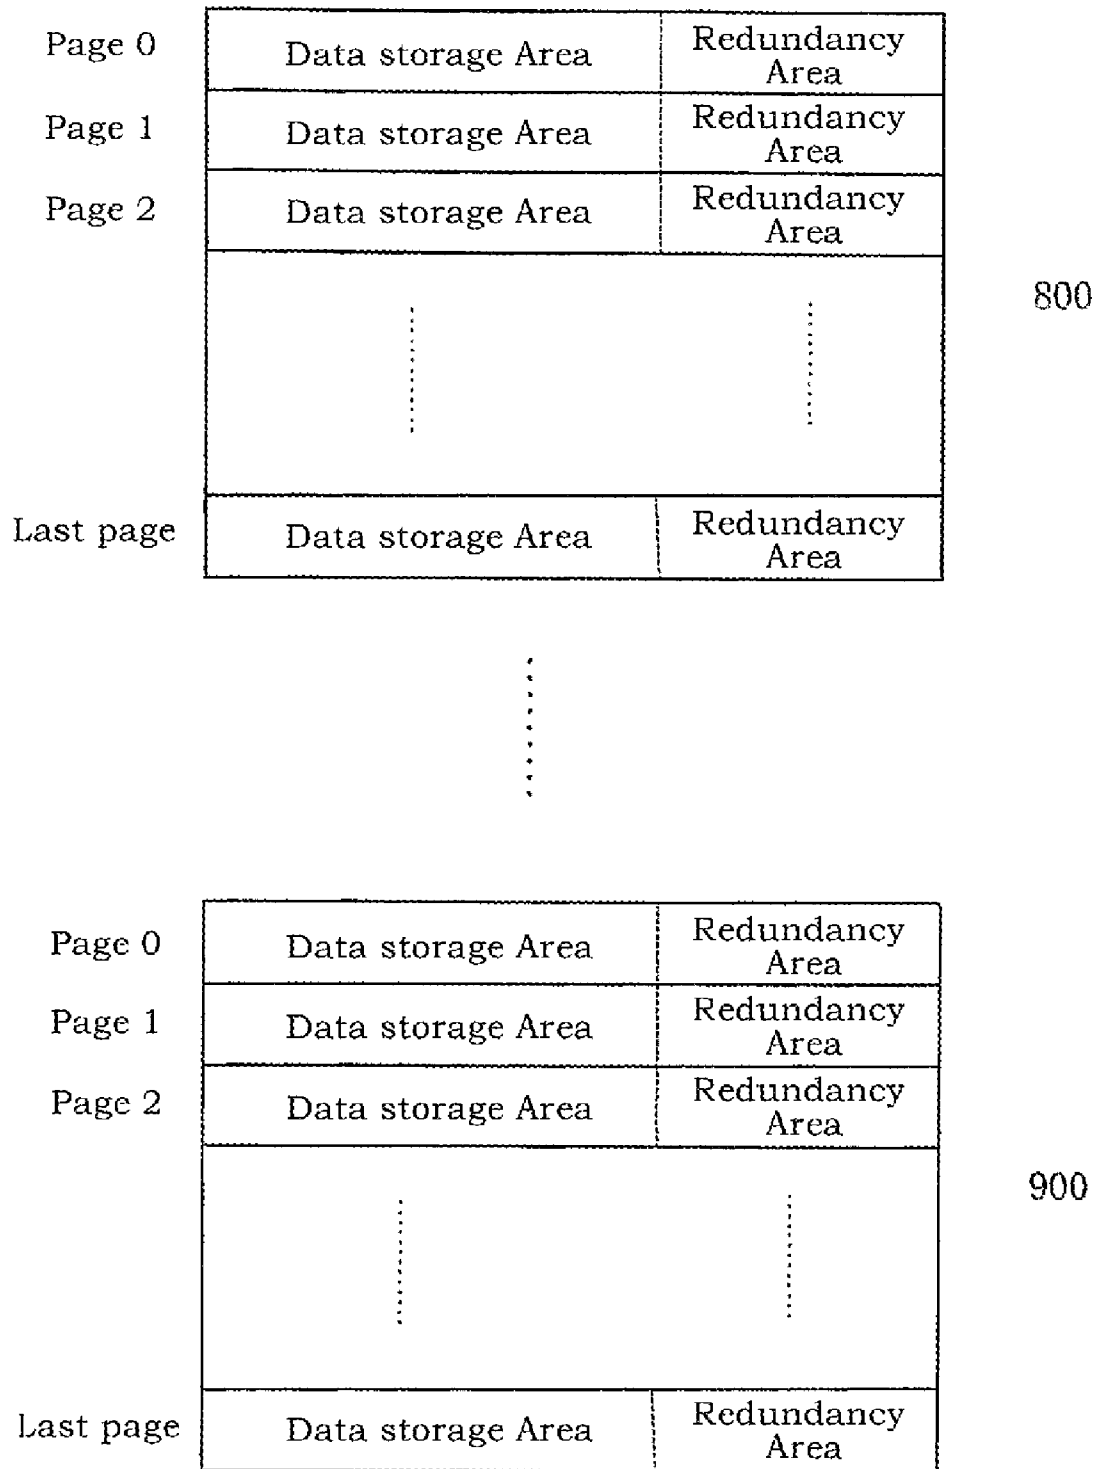 Page 0 Data storage Area Redundancy Area
Page 1 Data storage Area Redundancy Area
Page 2 Data storage Area Redundancy Area
800
Last page Data storage Area Redundancy Area
Page 0 Data storage Area Redundancy Area
Page 1 Data storage Area Redundancy Area
Page 2 Data storage Area Redundancy Area
900
Last page Data storage Area Redundancy Area